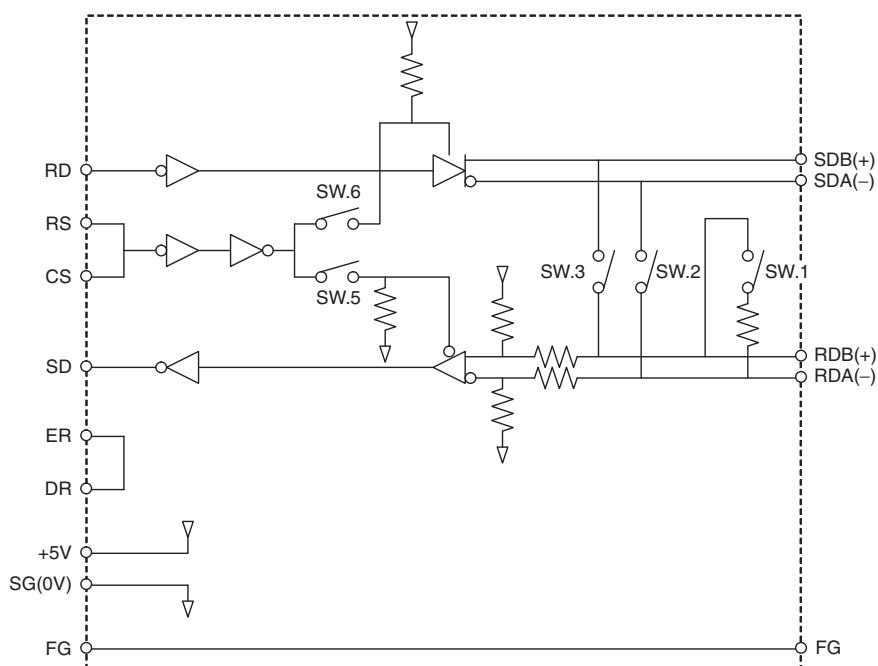 RD
SDB(+)
SDA(−)
SW.6
RS
CS
SW.5
SW.3
SW.2
SW.1
SD
RDB(+)
RDA(−)
ER
DR
+5V
SG(0V)
FG
FG